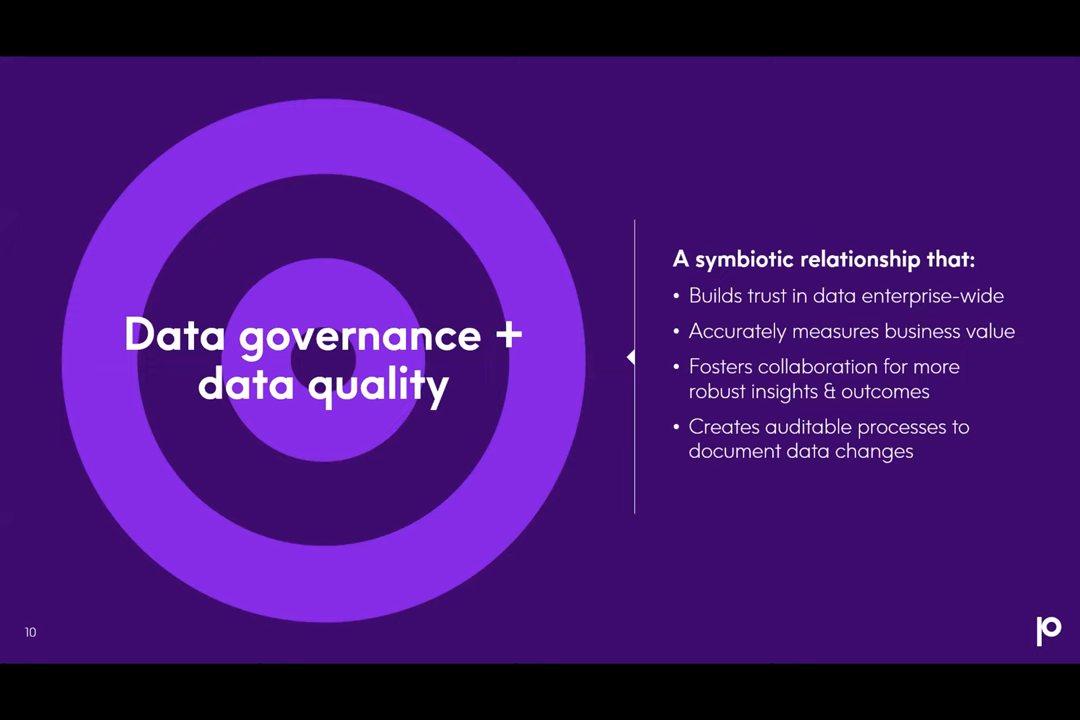 Data governance +
data quality
A symbiotic relationship that:
• Builds trust in data enterprise-wide
• Accurately measures business value
• Fosters collaboration for more
robust insights & outcomes
• Creates auditable processes to
document data changes
10
p